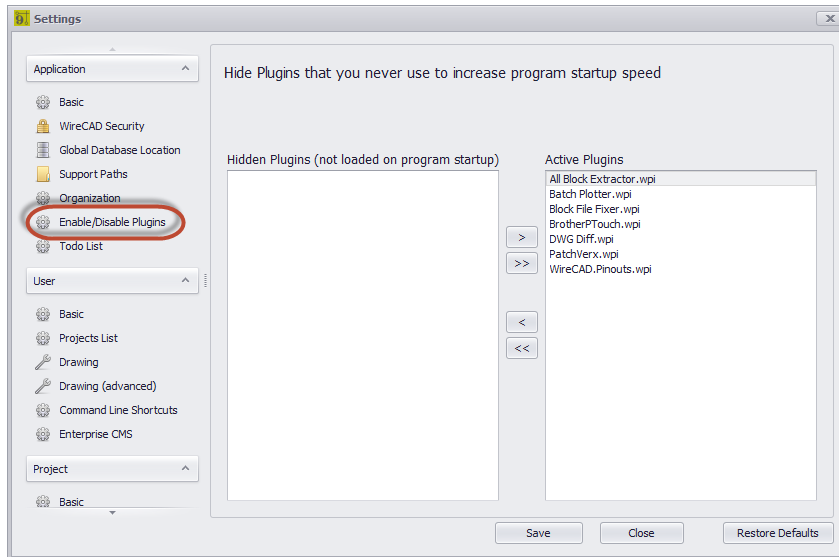 Settings
Application
Basic
WireCAD Security
Global Database Location
Support Paths
Organization
Enable/Disable Plugins
Todo List
User
Basic
Projects List
Drawing
Drawing (advanced)
Command Line Shortcuts
Enterprise CMS
Project
Basic
Hide Plugins that you never use to increase program startup speed
Hidden Plugins (not loaded on program startup)
>
>>
<
<<
Active Plugins
All Block Extractor.wpi
Batch Plotter.wpi
Block File Fixer.wpi
BrotherPTouch.wpi
DWG Diff.wpi
PatchVerx.wpi
WireCAD.Pinouts.wpi
Save
Close
Restore Defaults